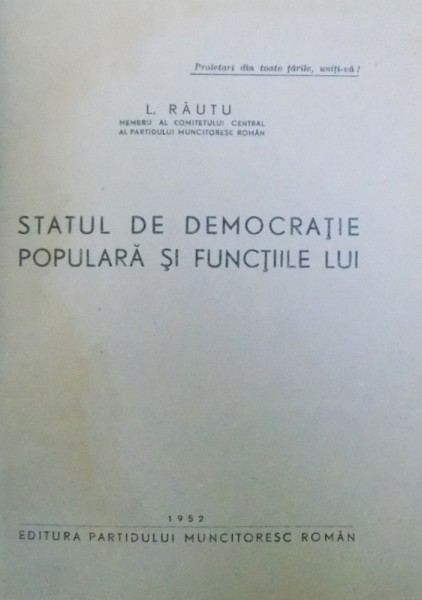 Proletari din toate țările, uniți-vă!
L. RĂUTU
MEMBRU AL COMITETULUI CENTRAL
AL PARTIDULUI MUNCITORESC ROMÂN
STATUL DE DEMOCRAȚIE
POPULARĂ ȘI FUNCȚIILE LUI
1952
EDITURA PARTIDULUI MUNCITORESC ROMÂN